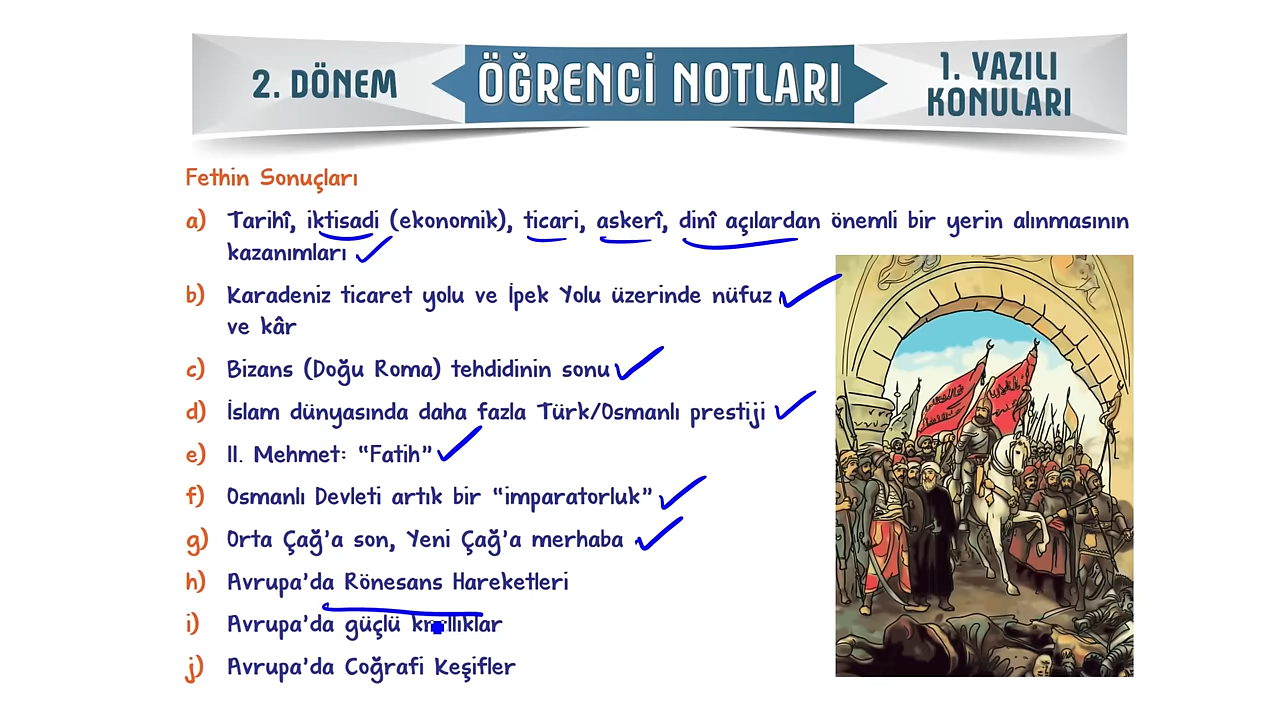 2. DÖNEM
ÖĞRENCİ NOTLARI
1. YAZILI
KONULARI
Fethin Sonuçları
a) Tarihî, iktisadi (ekonomik), ticari, askerî, dinî açılardan önemli bir yerin alınmasının
kazanımları
b) Karadeniz ticaret yolu ve İpek Yolu üzerinde nüfuz
ve kâr
c) Bizans (Doğu Roma) tehdidinin sonu
d) İslam dünyasında daha fazla Türk/Osmanlı prestiji
e) II. Mehmet: "Fatih"
f) Osmanlı Devleti artık bir "imparatorluk"
g) Orta Çağ'a son, Yeni Çağ'a merhaba
h) Avrupa'da Rönesans Hareketleri
i) Avrupa'da güçlü krallıklar
j) Avrupa'da Coğrafi Keşifler